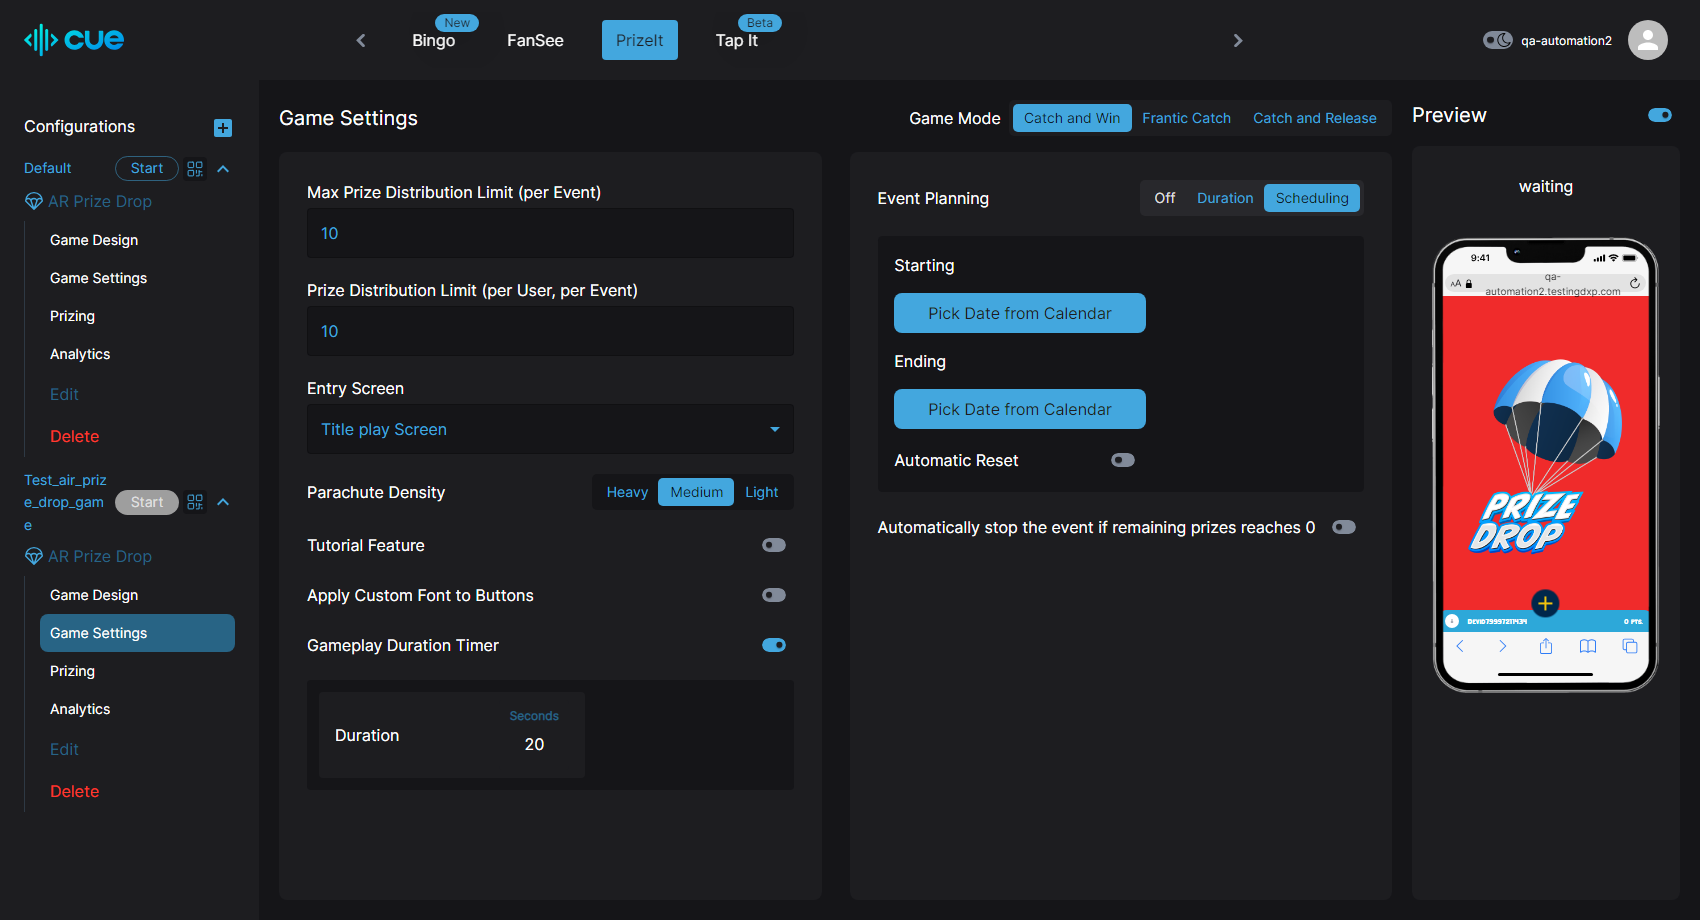 cue
New
Bingo
FanSee
PrizeIt
Beta
Tap It
qa-automation2
Configurations
Default
Start
AR Prize Drop
Game Design
Game Settings
Prizing
Analytics
Edit
Delete
Test_air_priz
e_drop_gam
e
Start
AR Prize Drop
Game Design
Game Settings
Prizing
Analytics
Edit
Delete
Game Settings
Game Mode
Catch and Win
Frantic Catch
Catch and Release
Max Prize Distribution Limit (per Event)
10
Prize Distribution Limit (per User, per Event)
10
Entry Screen
Title play Screen
Parachute Density
Heavy
Medium
Light
Tutorial Feature
Apply Custom Font to Buttons
Gameplay Duration Timer
Duration
Seconds
20
Event Planning
Off
Duration
Scheduling
Starting
Pick Date from Calendar
Ending
Pick Date from Calendar
Automatic Reset
Automatically stop the event if remaining prizes reaches 0
Preview
waiting
9:41
AA
qa-
automation2.testingdxp.com
PRIZE
DROP
0 PTS.